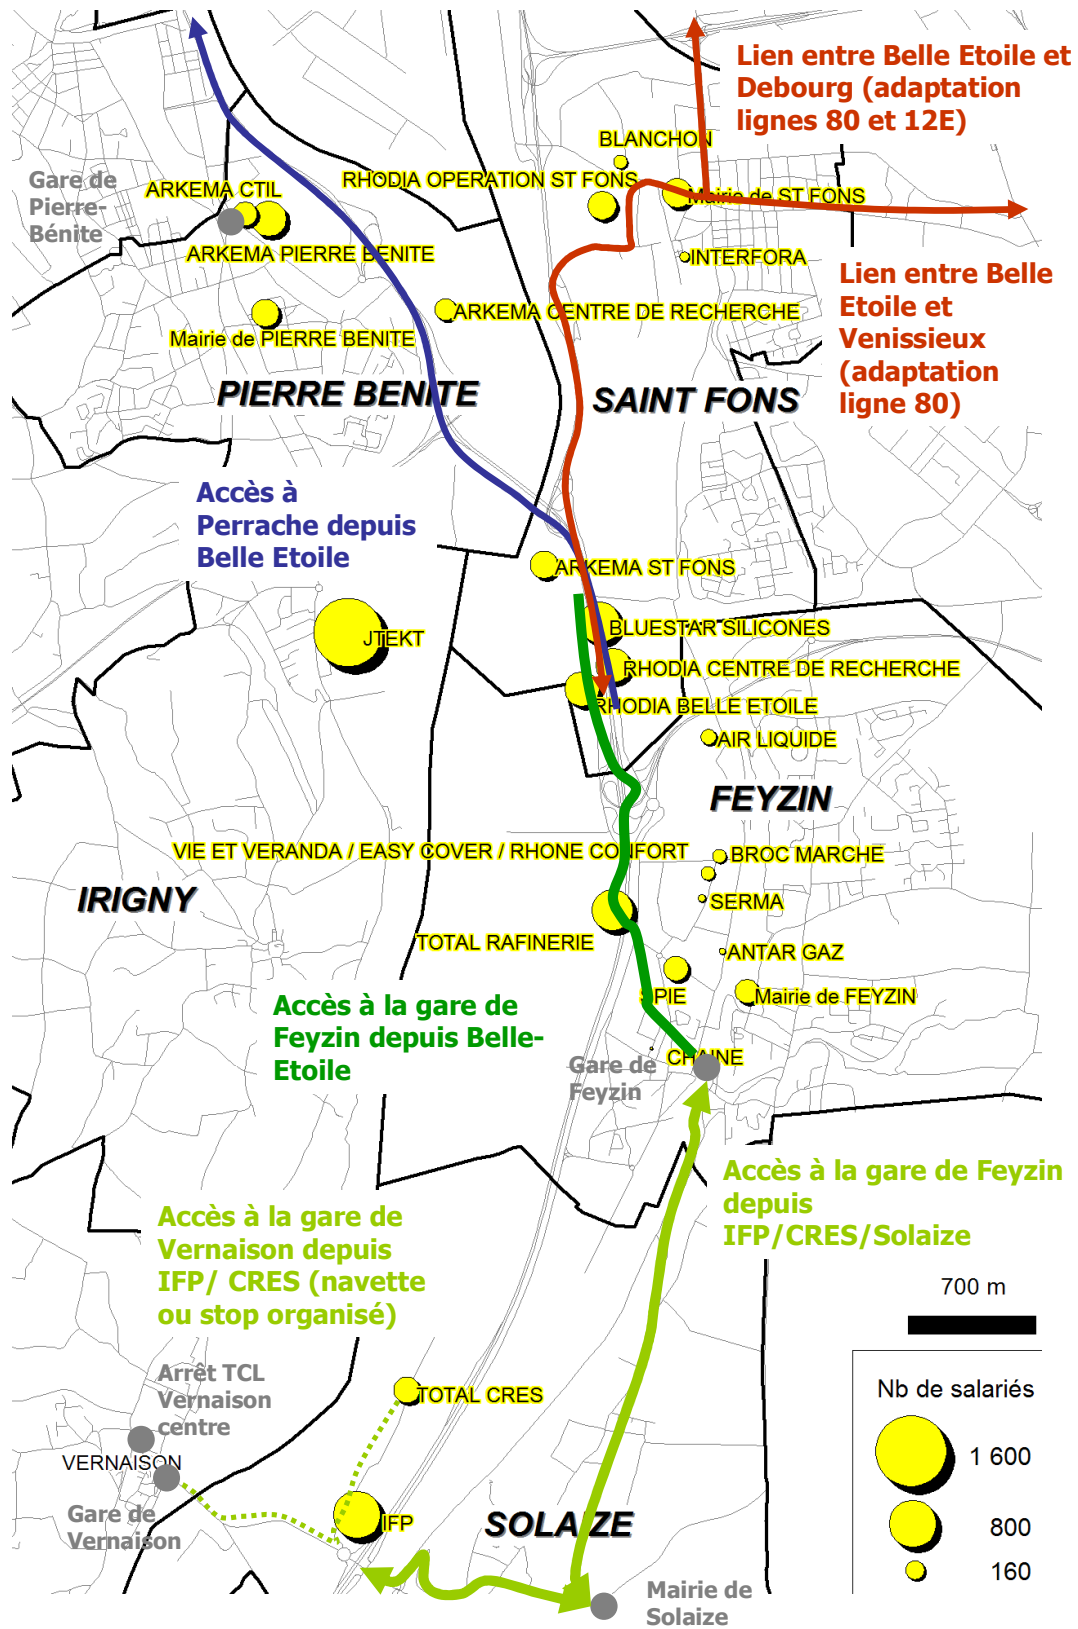 Lien entre Belle Etoile et
Debourg (adaptation
lignes 80 et 12E)
BLANCHON
Gare de
Pierre-
Bénite
ARKEMA CTIL
RHODIA OPERATION ST FONS
Mairie de ST FONS
ARKEMA PIERRE BENITE
INTERFORA
Lien entre Belle
Etoile et
Venissieux
(adaptation
ligne 80)
ARKEMA CENTRE DE RECHERCHE
Mairie de PIERRE BENITE
PIERRE BENITE
SAINT FONS
Accès à
Perrache depuis
Belle Etoile
ARKEMA ST FONS
JTEKT
BLUESTAR SILICONES
RHODIA CENTRE DE RECHERCHE
RHODIA BELLE ETOILE
AIR LIQUIDE
FEYZIN
VIE ET VERANDA / EASY COVER / RHONE CONFORT
BROC MARCHE
IRIGNY
SERMA
TOTAL RAFINERIE
ANTAR GAZ
SPIE
Mairie de FEYZIN
Accès à la gare de
Feyzin depuis Belle-
Etoile
CHAINE
Gare de
Feyzin
Accès à la gare de Feyzin
depuis
IFP/CRES/Solaize
Accès à la gare de
Vernaison depuis
IFP/ CRES (navette
ou stop organisé)
700 m
Arrêt TCL
Vernaison
centre
TOTAL CRES
Nb de salariés
1 600
800
160
VERNAISON
Gare de
Vernaison
IFP
SOLAIZE
Mairie de
Solaize